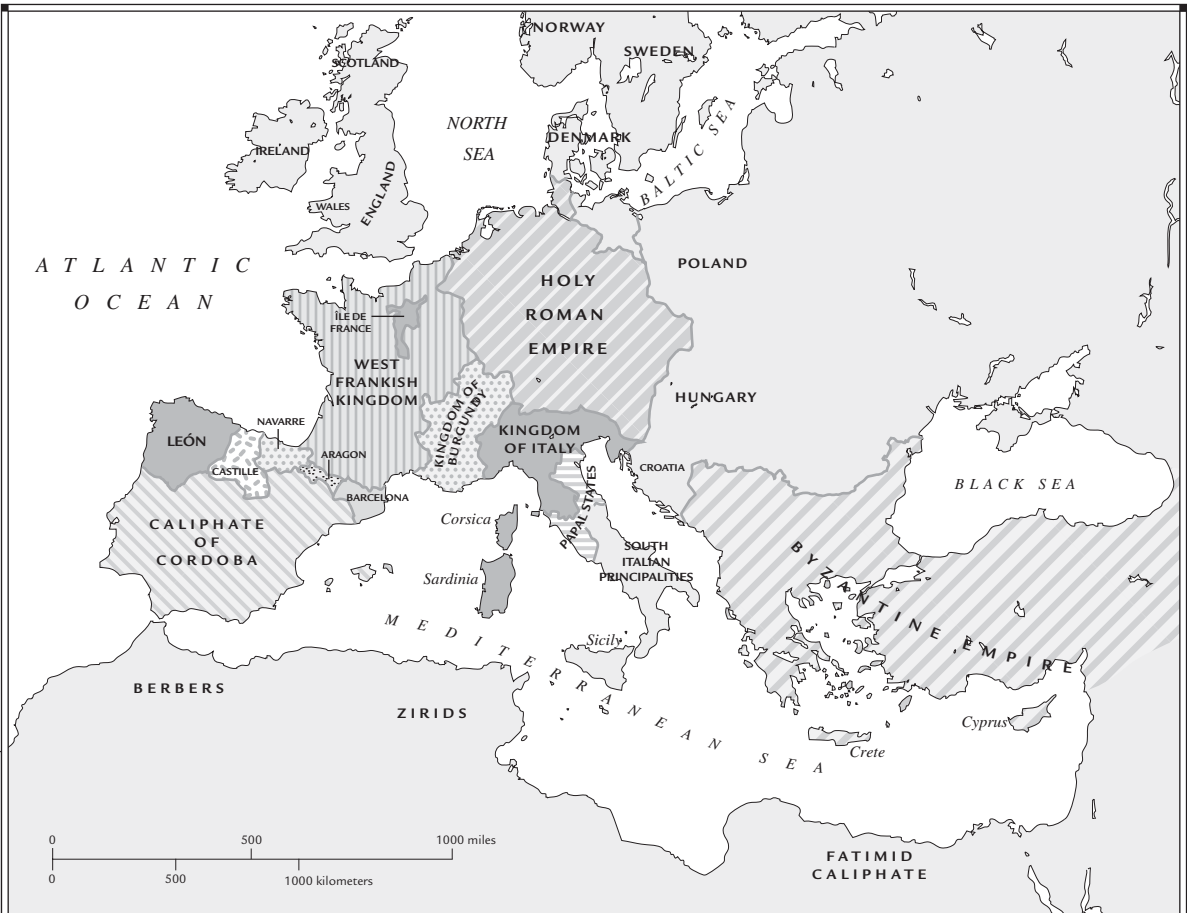 NORWAY
SWEDEN
SCOTLAND
NORTH
SEA
DENMARK
BALTIC SEA
IRELAND
ENGLAND
WALES
ATLANTIC
OCEAN
POLAND
HOLY
ROMAN
EMPIRE
ÎLE DE
FRANCE
WEST
FRANKISH
KINGDOM
KINGDOM OF
BURGUNDY
HUNGARY
NAVARRE
LEÓN
KINGDOM
OF ITALY
ARAGON
CASTILLE
CROATIA
BARCELONA
BLACK SEA
PAPAL STATES
CALIPHATE
OF
CORDOBA
Corsica
SOUTH
ITALIAN
PRINCIPALITIES
Sardinia
BYZANTINE EMPIRE
MEDITERRANEAN SEA
Sicily
BERBERS
ZIRIDS
Cyprus
Crete
0 500 1000 miles
0 500 1000 kilometers
FATIMID
CALIPHATE